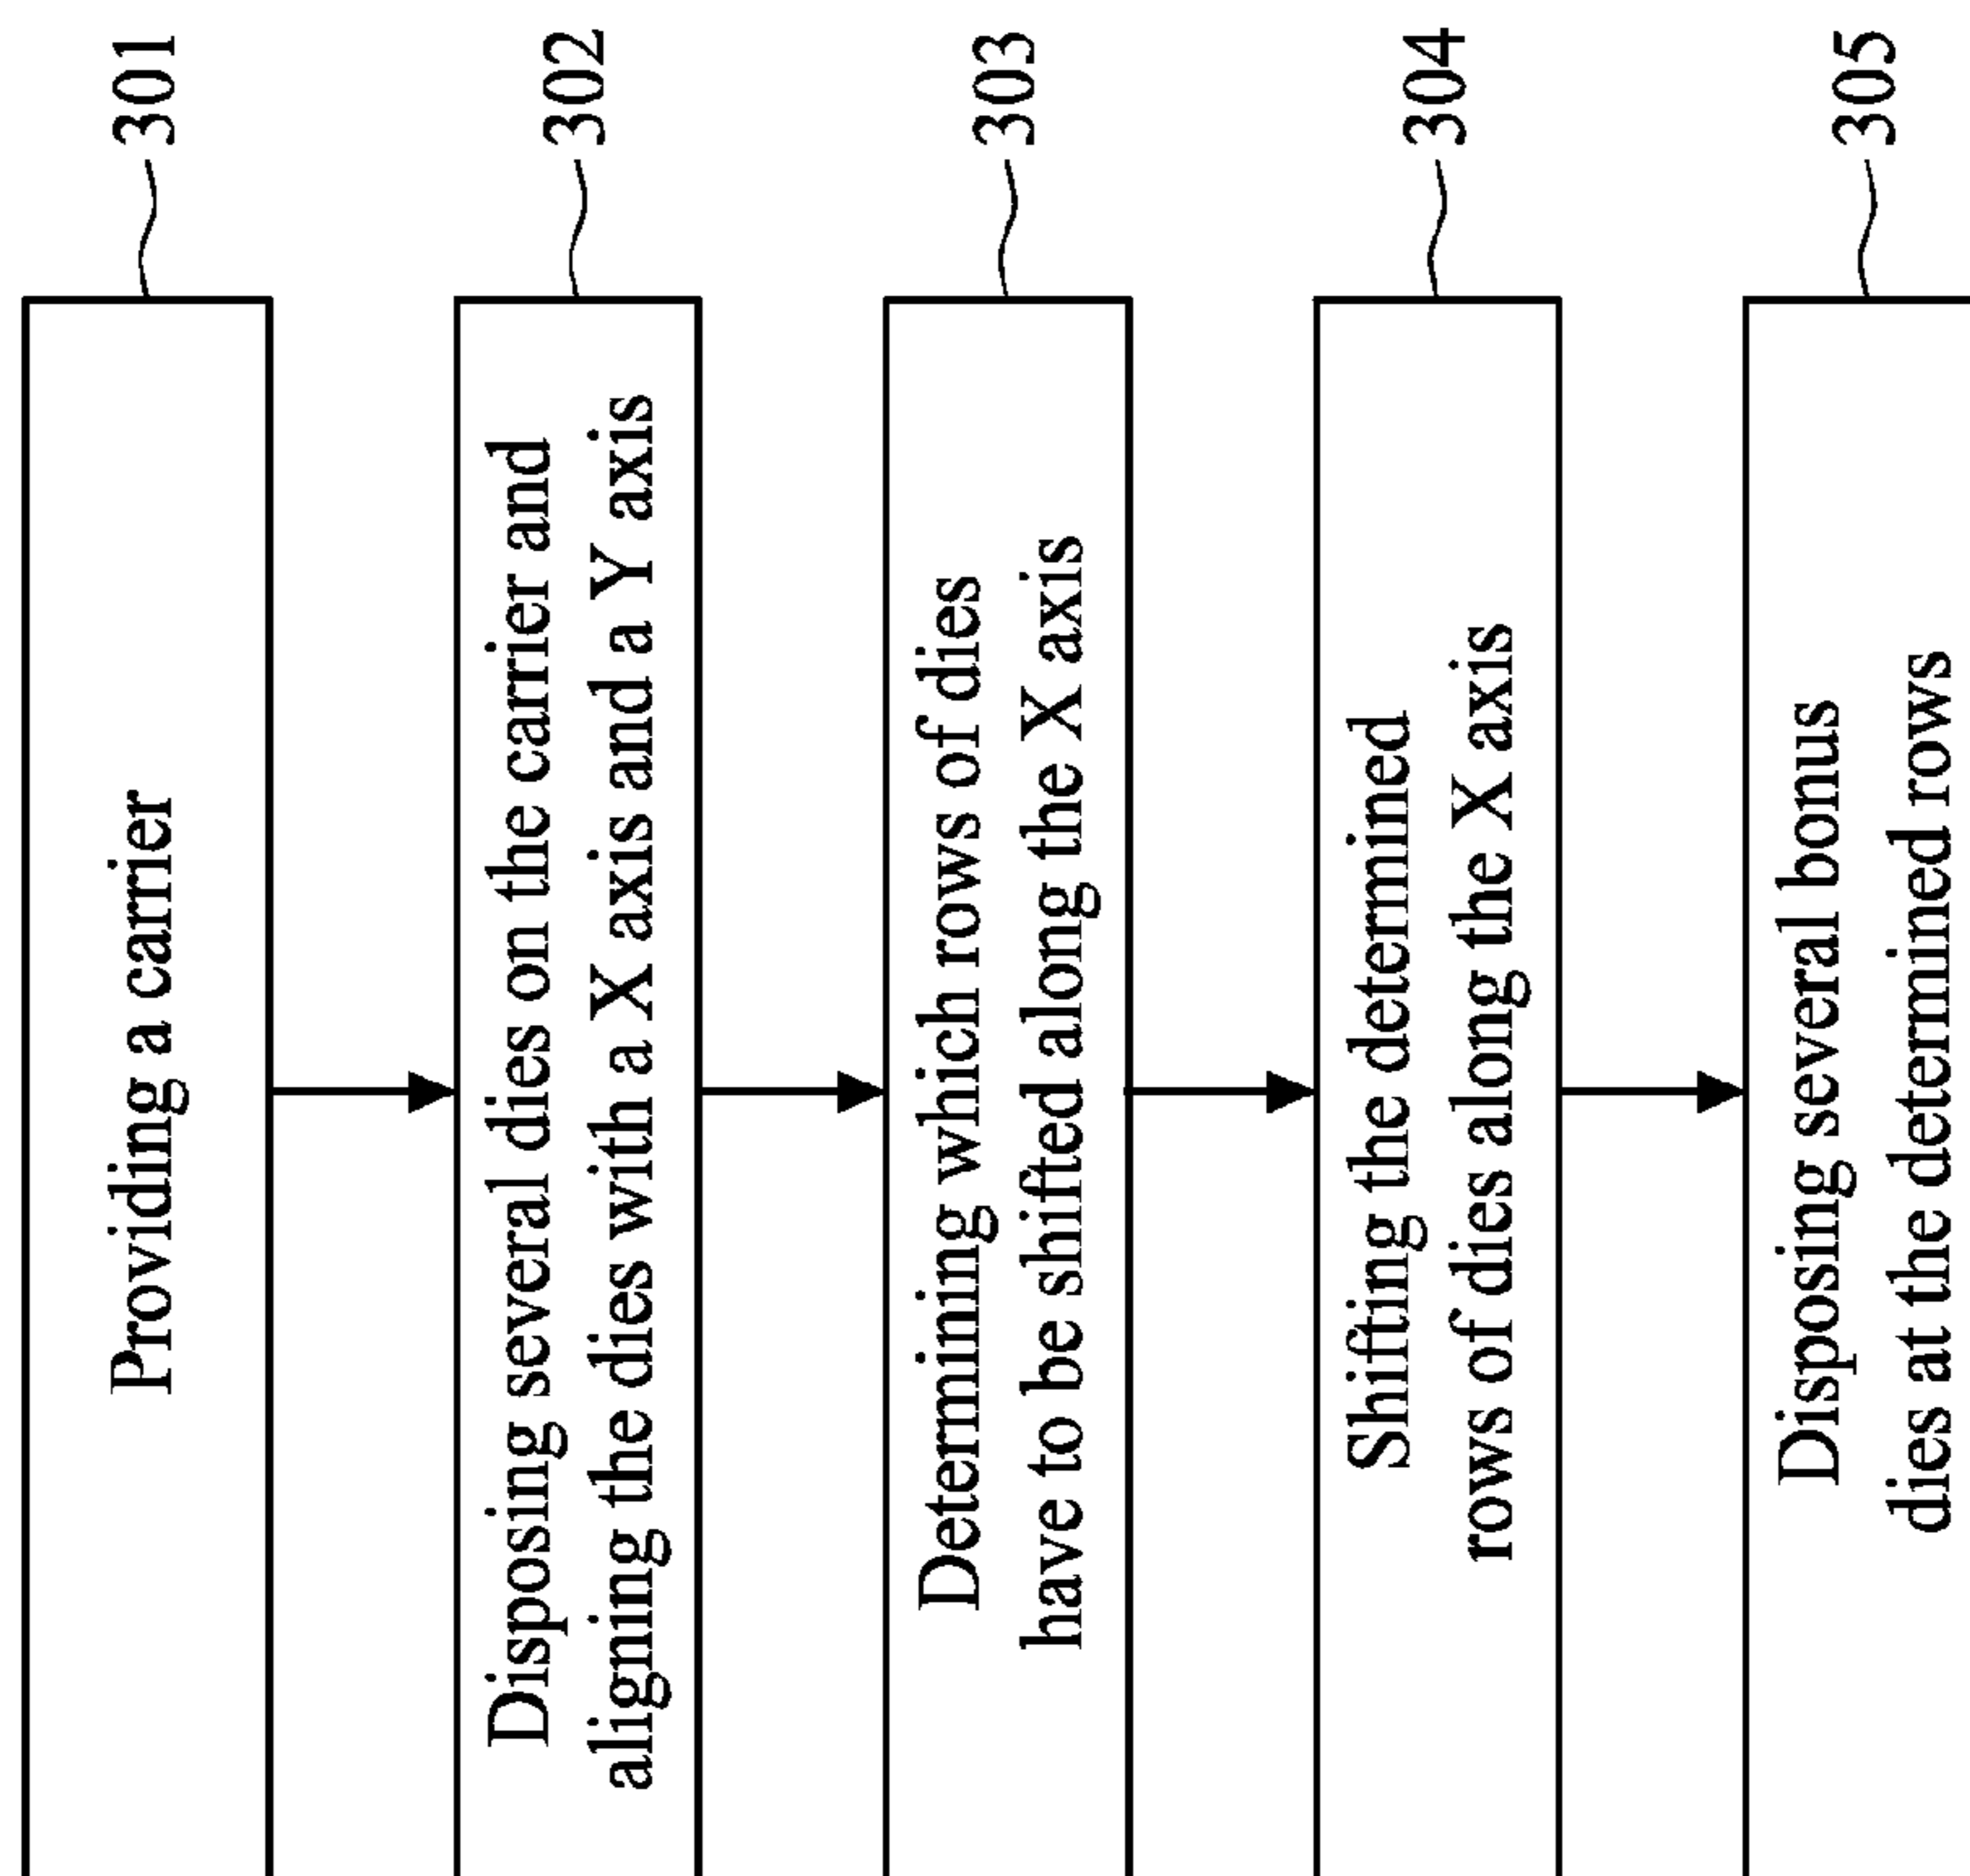 Providing a carrier
301
Disposing several dies on the carrier and
aligning the dies with a X axis and a Y axis
302
Determining which rows of dies
have to be shifted along the X axis
303
Shifting the determined
rows of dies along the X axis
304
Disposing several bonus
dies at the determined rows
305